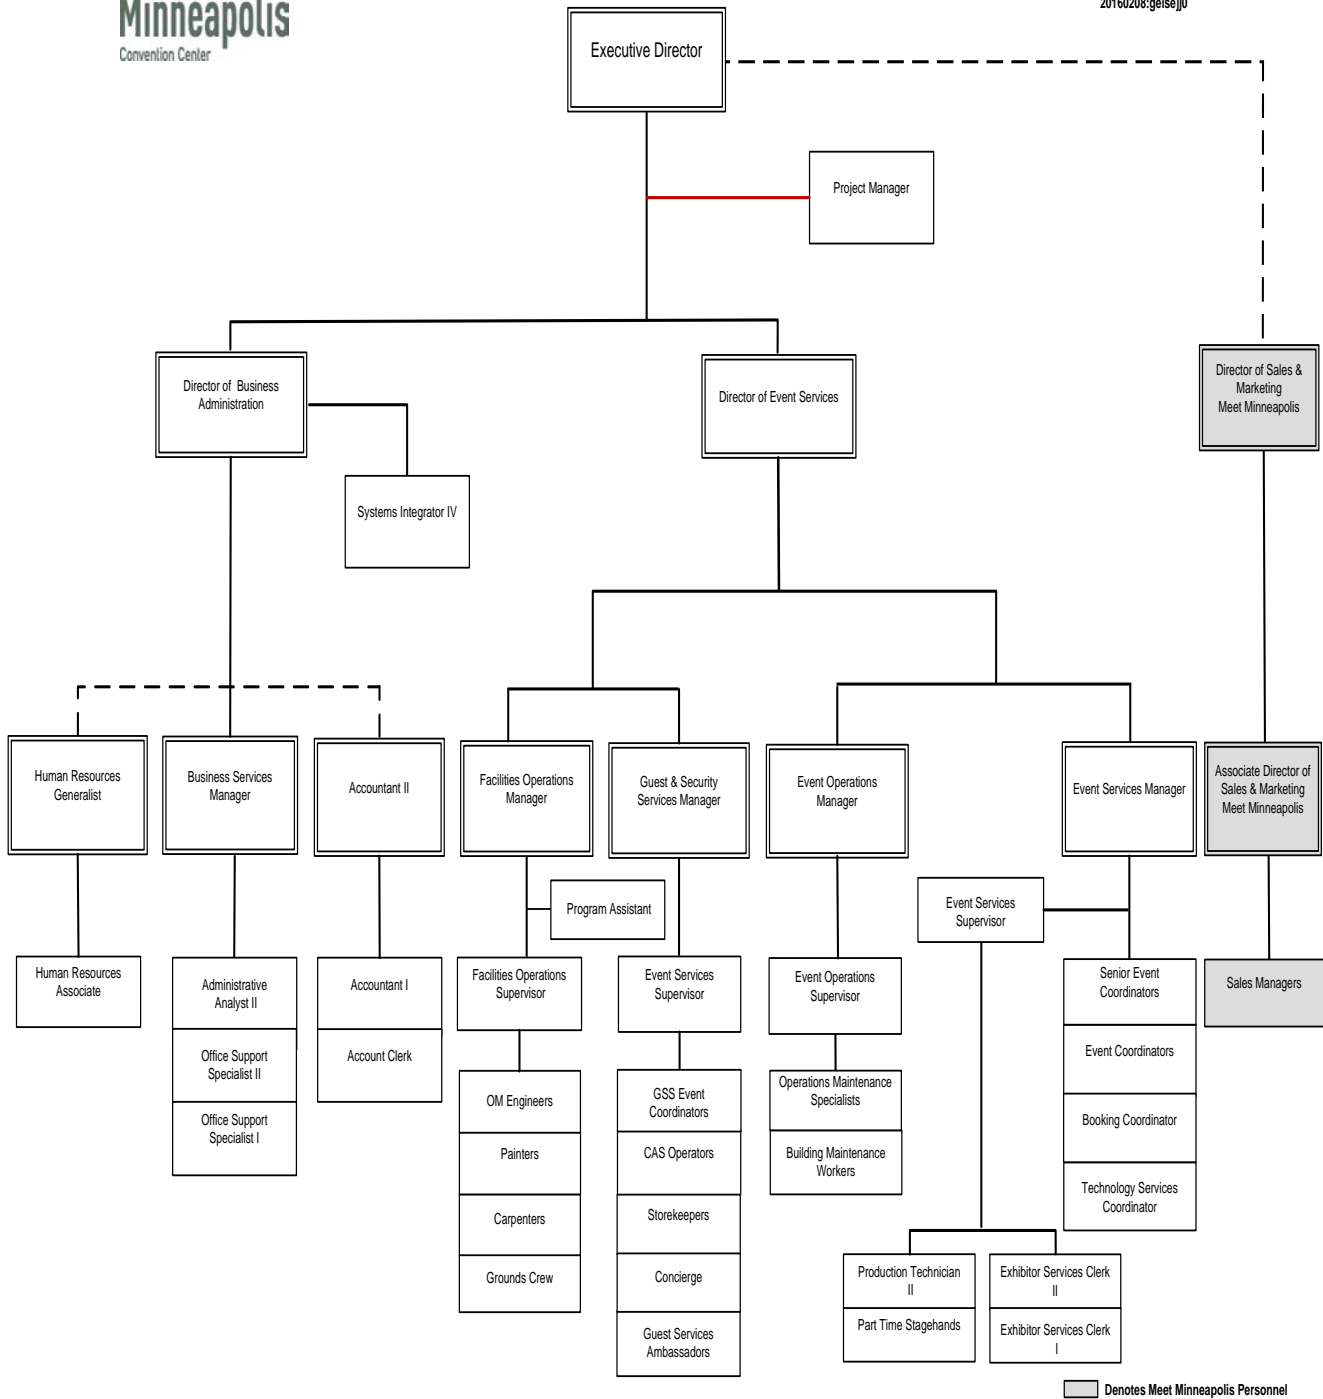 Minneapolis
Convention Center
20160208:geisejj0
Executive Director
Project Manager
Director of Business
Administration
Director of Event Services
Director of Sales &
Marketing
Meet Minneapolis
Systems Integrator IV
Human Resources
Generalist
Business Services
Manager
Accountant II
Facilities Operations
Manager
Guest & Security
Services Manager
Event Operations
Manager
Event Services Manager
Associate Director of
Sales & Marketing
Meet Minneapolis
Program Assistant
Event Services
Supervisor
Human Resources
Associate
Administrative
Analyst II
Office Support
Specialist II
Office Support
Specialist I
Accountant I
Account Clerk
Facilities Operations
Supervisor
OM Engineers
Painters
Carpenters
Grounds Crew
Event Services
Supervisor
GSS Event
Coordinators
CAS Operators
Storekeepers
Concierge
Guest Services
Ambassadors
Event Operations
Supervisor
Operations Maintenance
Specialists
Building Maintenance
Workers
Senior Event
Coordinators
Event Coordinators
Booking Coordinator
Technology Services
Coordinator
Sales Managers
Production Technician
II
Part Time Stagehands
Exhibitor Services Clerk
II
Exhibitor Services Clerk
I
Denotes Meet Minneapolis Personnel